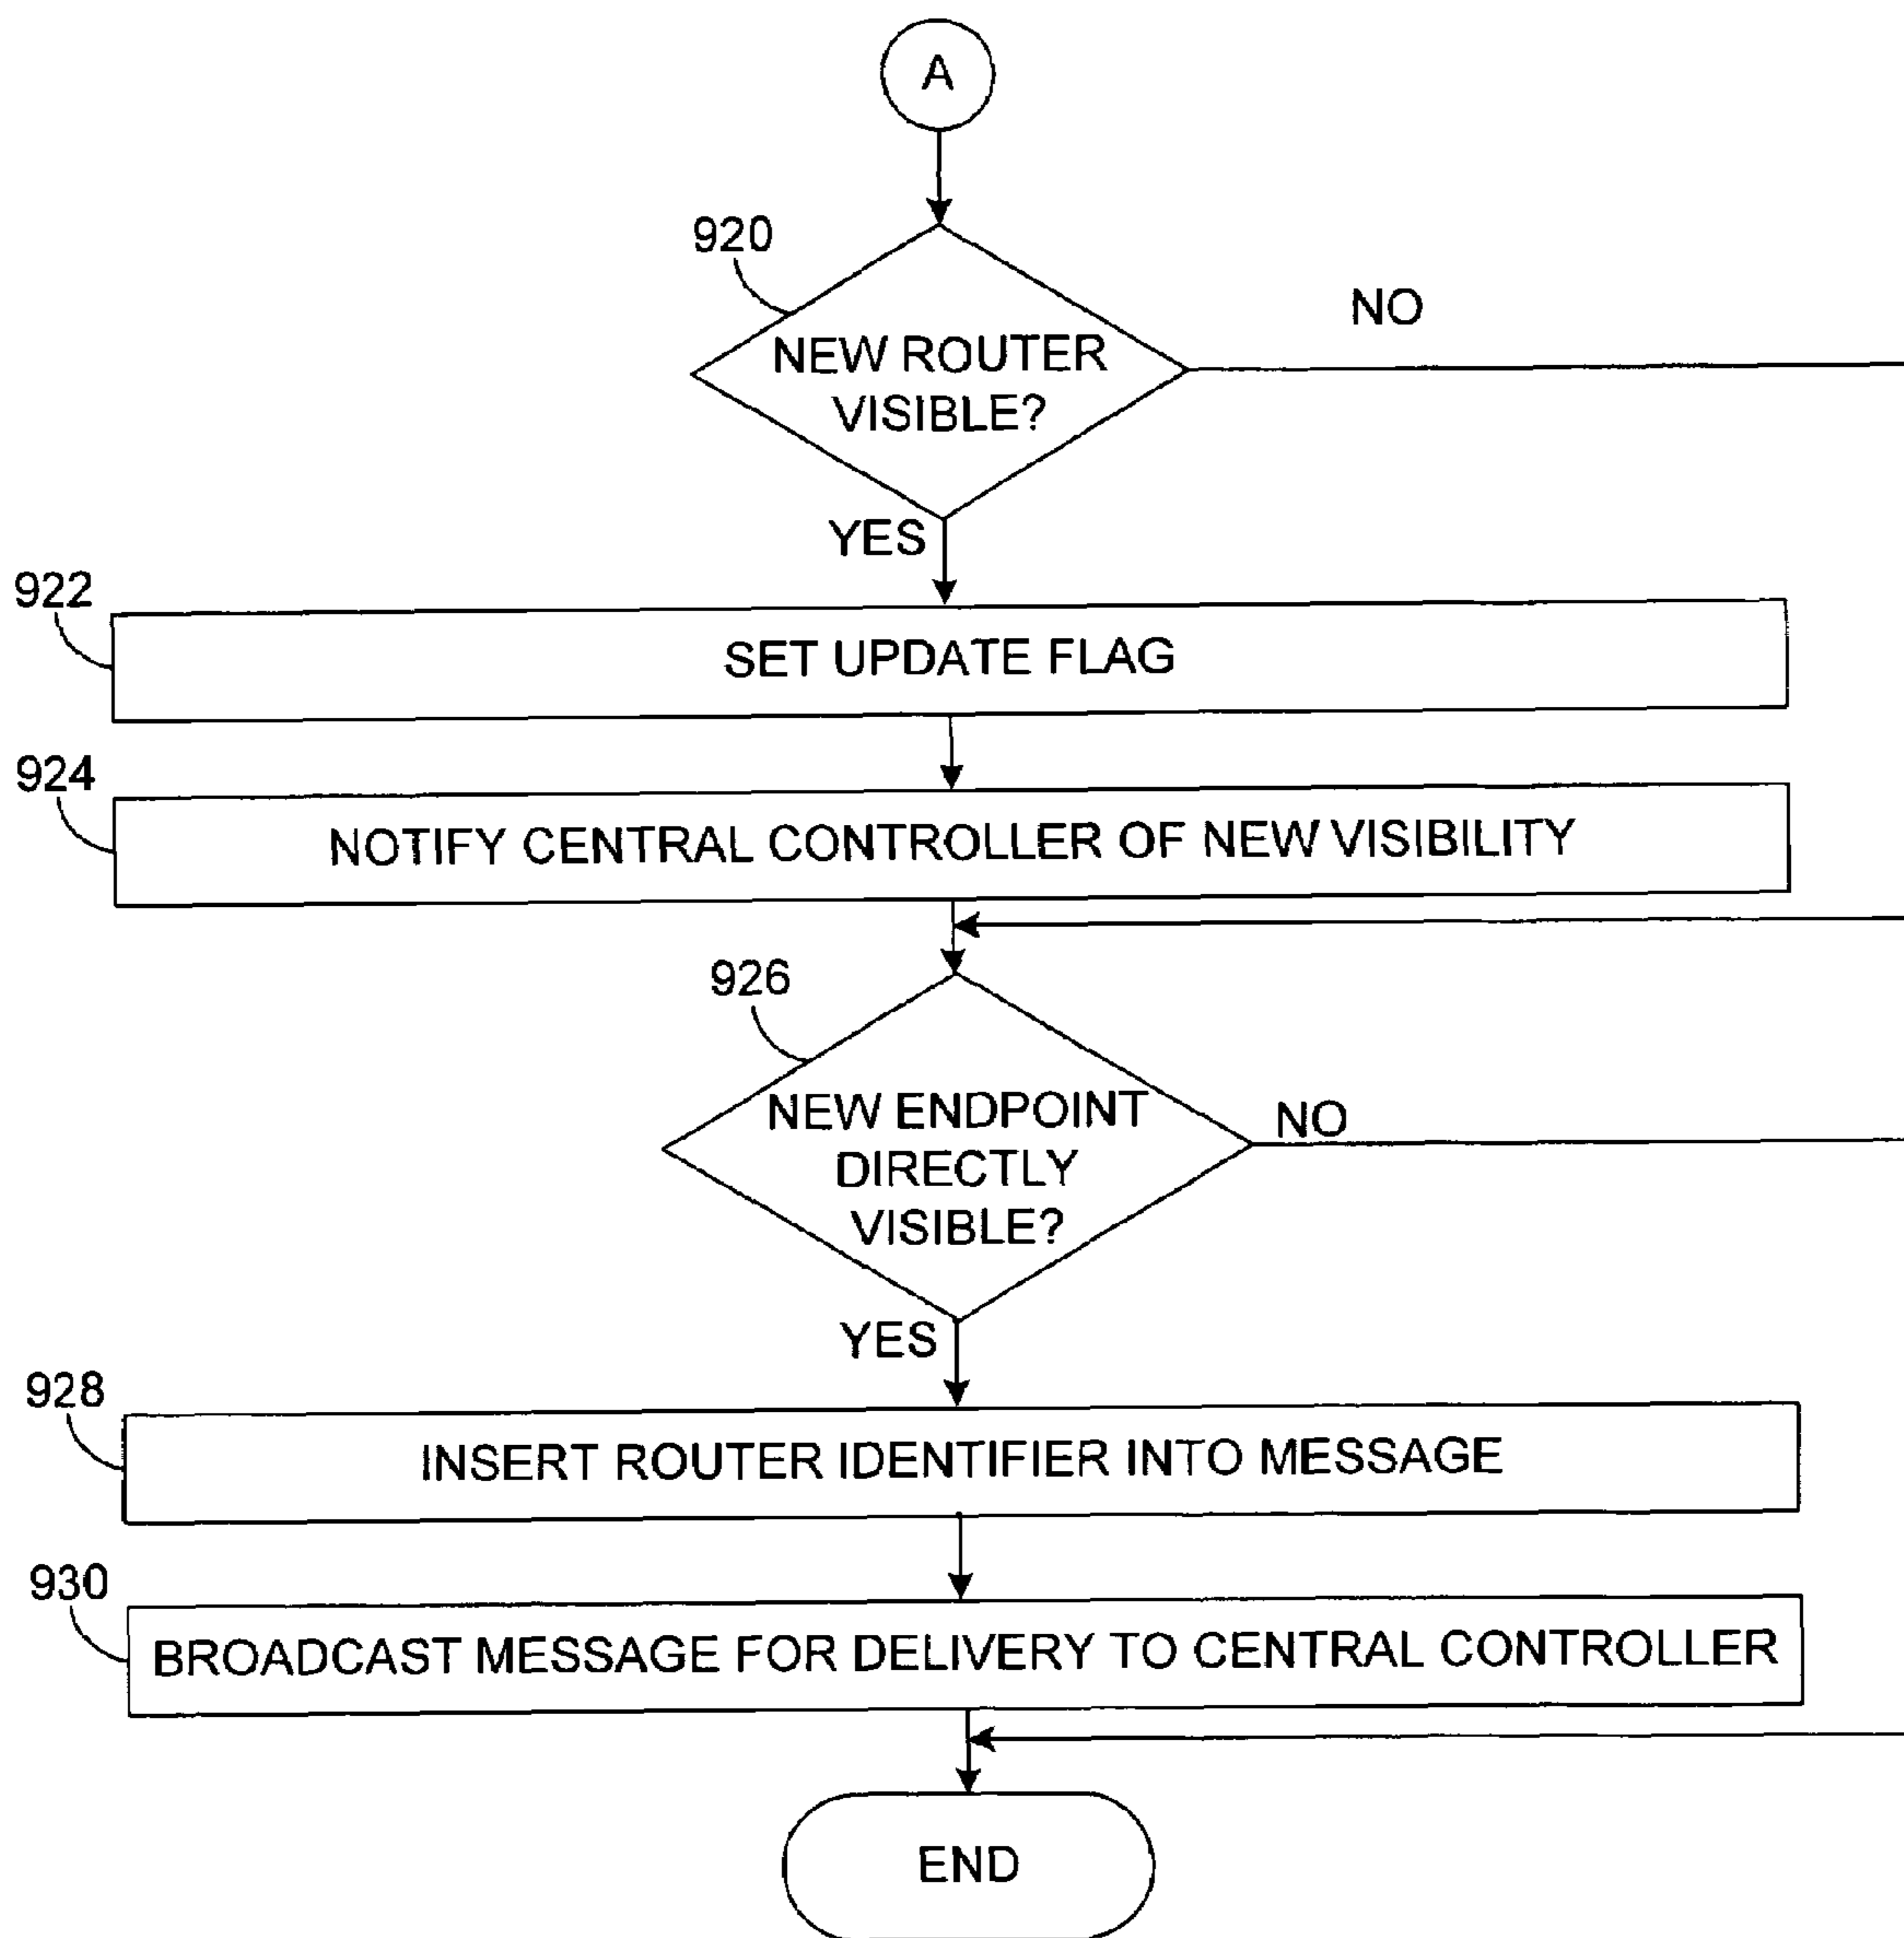 A
920
NO
NEW ROUTER
VISIBLE?
YES
922
SET UPDATE FLAG
924
NOTIFY CENTRAL CONTROLLER OF NEW VISIBILITY
926
NEW ENDPOINT
DIRECTLY
VISIBLE?
NO
YES
928
INSERT ROUTER IDENTIFIER INTO MESSAGE
930
BROADCAST MESSAGE FOR DELIVERY TO CENTRAL CONTROLLER
END